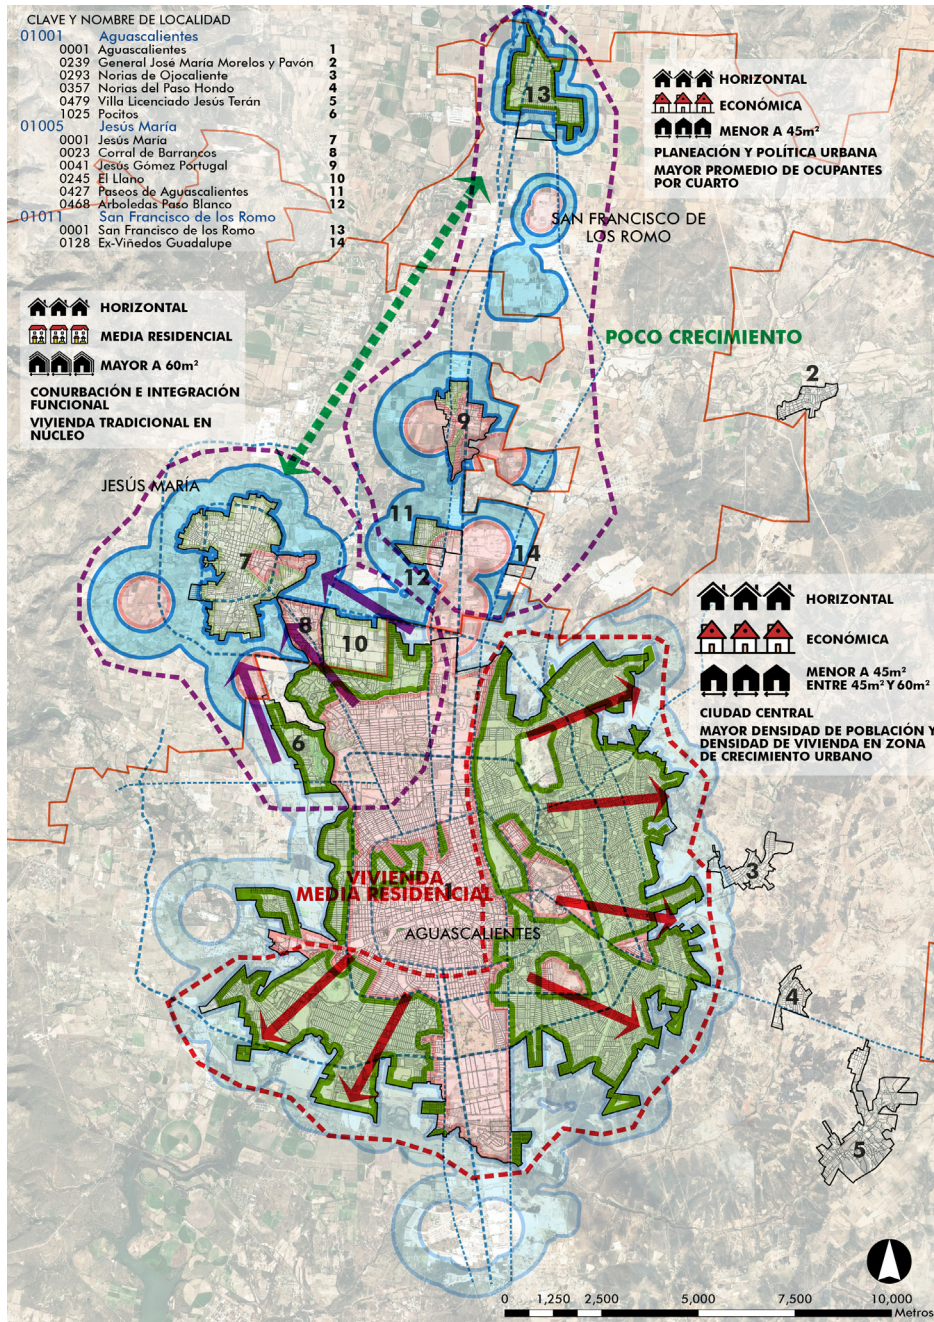 CLAVE Y NOMBRE DE LOCALIDAD
01001 Aguascalientes
0001 Aguascalientes 1
0239 General José María Morelos y Pavón 2
0293 Norias de Ojocaliente 3
0357 Norias del Paso Hondo 4
0479 Villa Licenciado Jesús Terán 5
1025 Pocitos 6
01005 Jesús María
0001 Jesús María 7
0023 Corral de Barrancos 8
0041 Jesús Gómez Portugal 9
0245 El Llano 10
0427 Paseos de Aguascalientes 11
0468 Arboledas Paso Blanco 12
01011 San Francisco de los Romo
0001 San Francisco de los Romo 13
0128 Ex-Viñedos Guadalupe 14
13
HORIZONTAL
ECONÓMICA
MENOR A 45m²
PLANEACIÓN Y POLÍTICA URBANA
MAYOR PROMEDIO DE OCUPANTES
POR CUARTO
SAN FRANCISCO DE
LOS ROMO
HORIZONTAL
MEDIA RESIDENCIAL
MAYOR A 60m²
CONURBACIÓN E INTEGRACIÓN
FUNCIONAL
VIVIENDA TRADICIONAL EN
NÚCLEO
POCO CRECIMIENTO
2
9
JESÚS MARÍA
11
14
7
12
8
10
HORIZONTAL
ECONÓMICA
MENOR A 45m²
ENTRE 45m² Y 60m²
CIUDAD CENTRAL
MAYOR DENSIDAD DE POBLACIÓN Y
DENSIDAD DE VIVIENDA EN ZONA
DE CRECIMIENTO URBANO
6
3
VIVIENDA
MEDIA RESIDENCIAL
1
AGUASCALIENTES
4
5
0 1,250 2,500 5,000 7,500 10,000
Metros